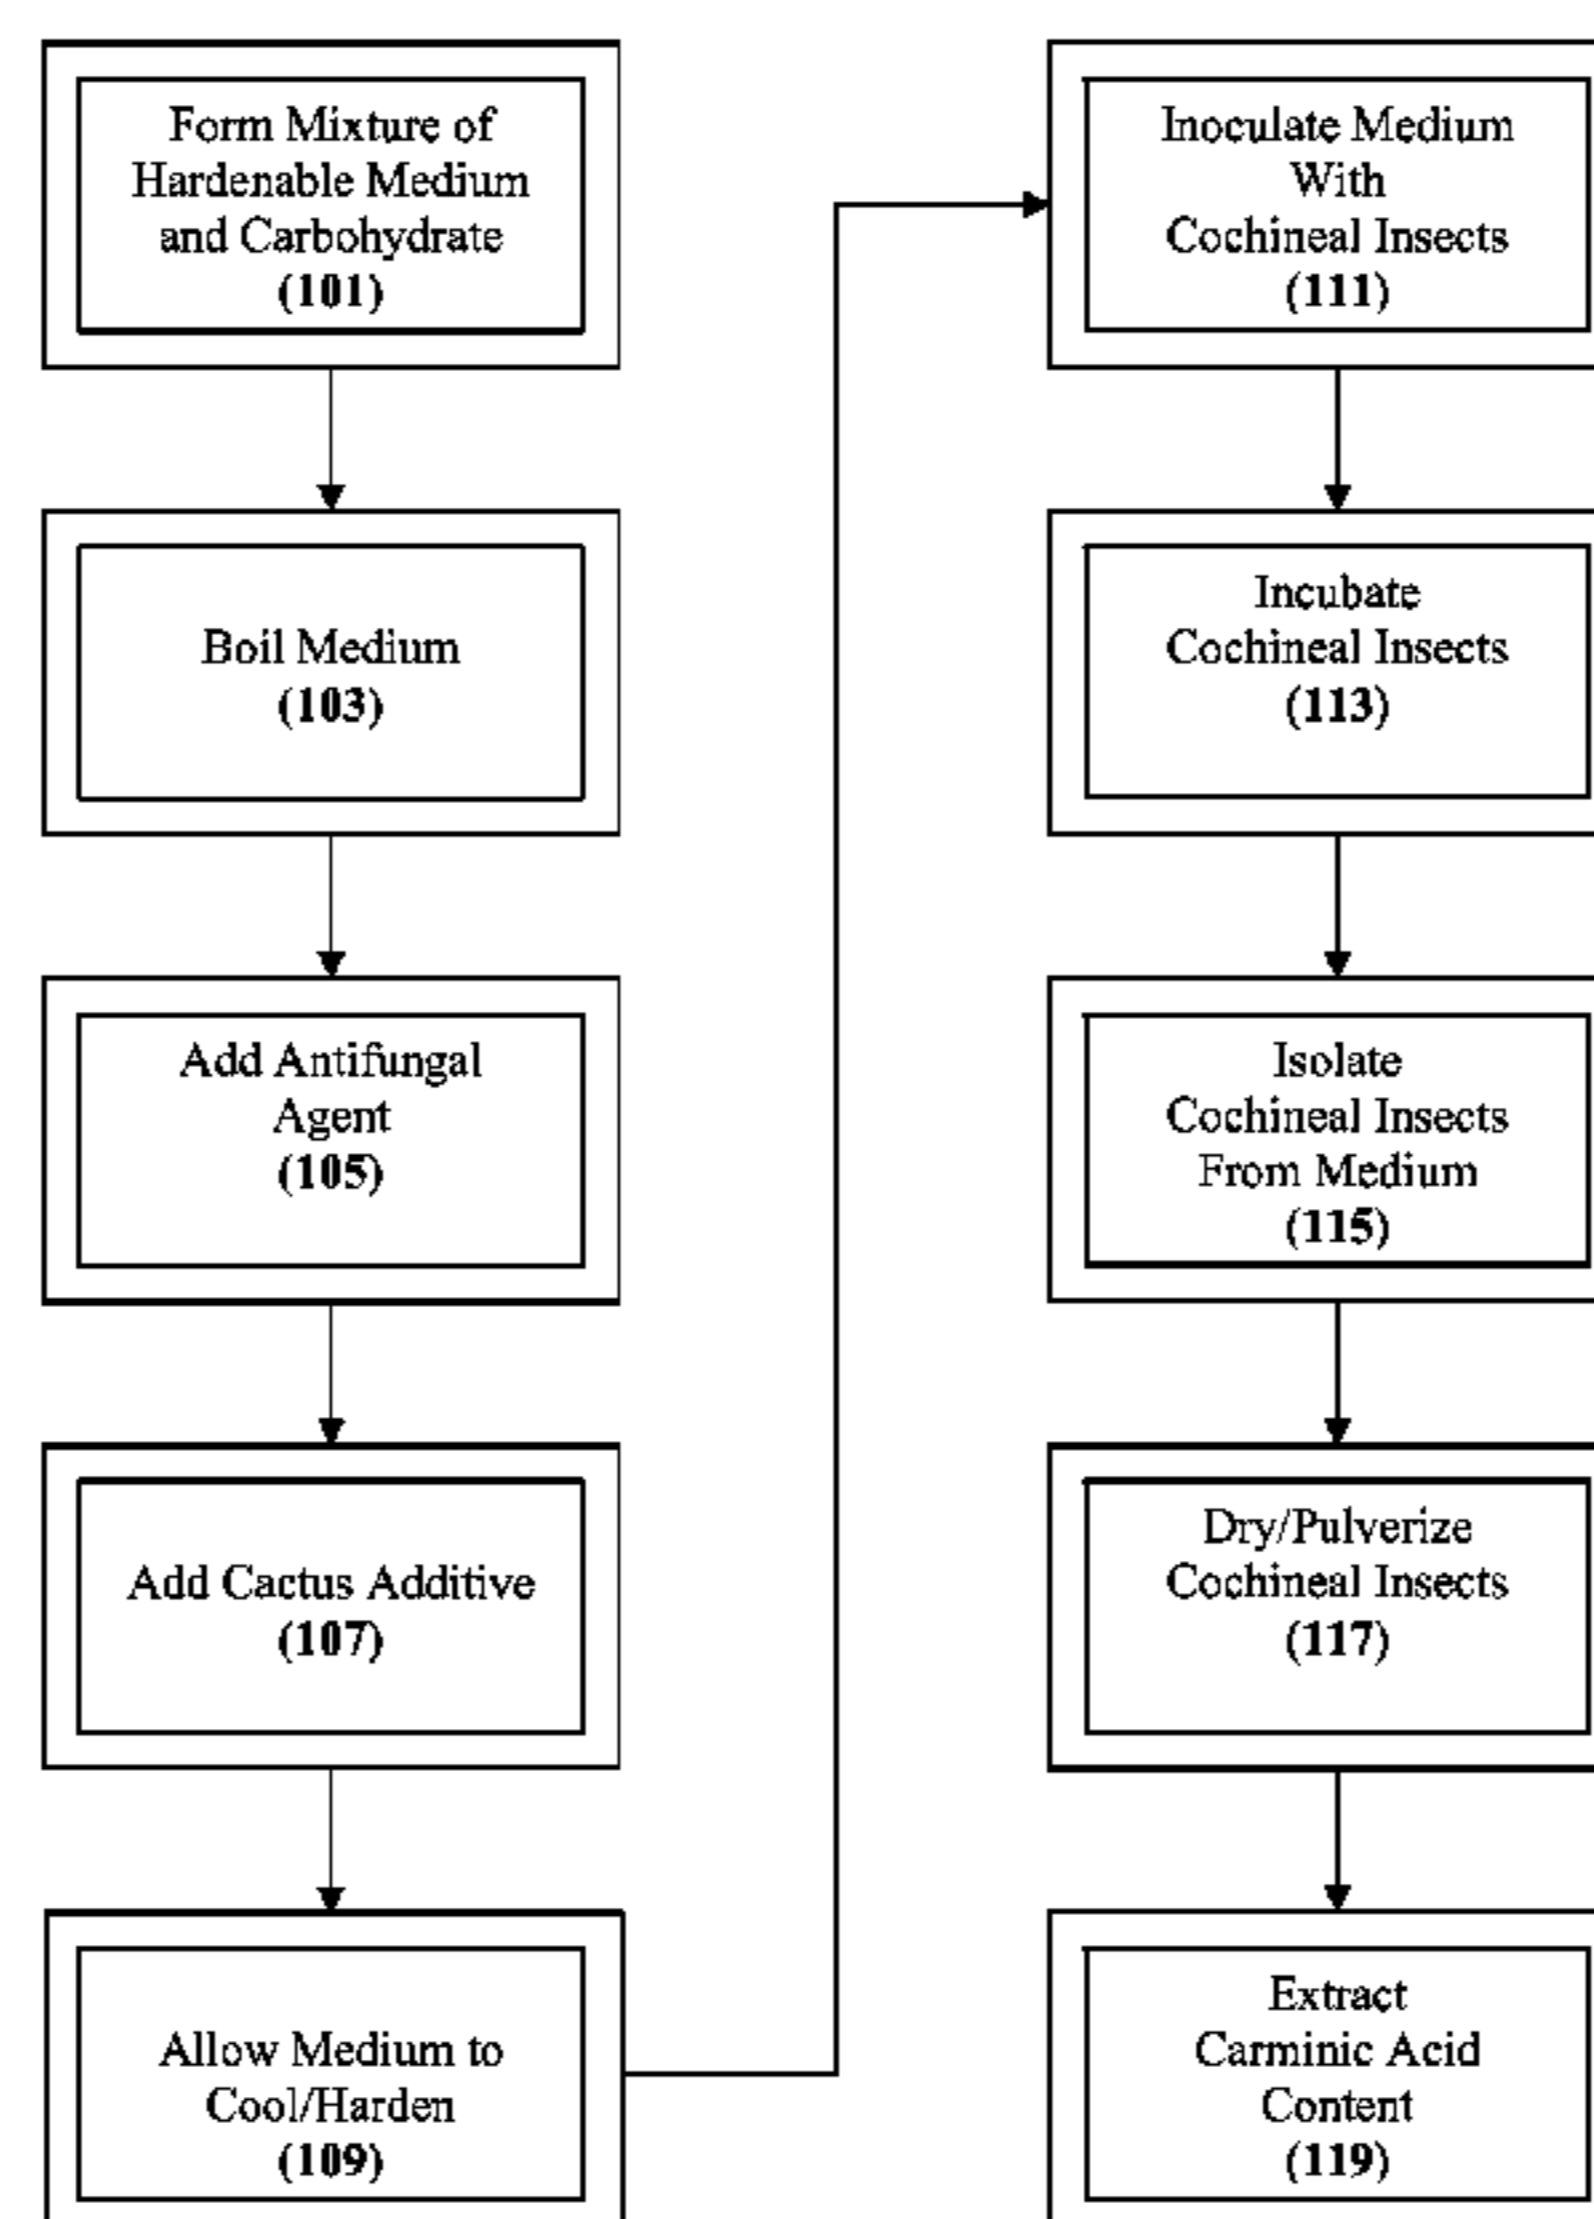 Form Mixture of
Hardenable Medium
and Carbohydrate
(101)
Boil Medium
(103)
Add Antifungal
Agent
(105)
Add Cactus Additive
(107)
Allow Medium to
Cool/Harden
(109)
Inoculate Medium
With
Cochineal Insects
(111)
Incubate
Cochineal Insects
(113)
Isolate
Cochineal Insects
From Medium
(115)
Dry/Pulverize
Cochineal Insects
(117)
Extract
Carminic Acid
Content
(119)